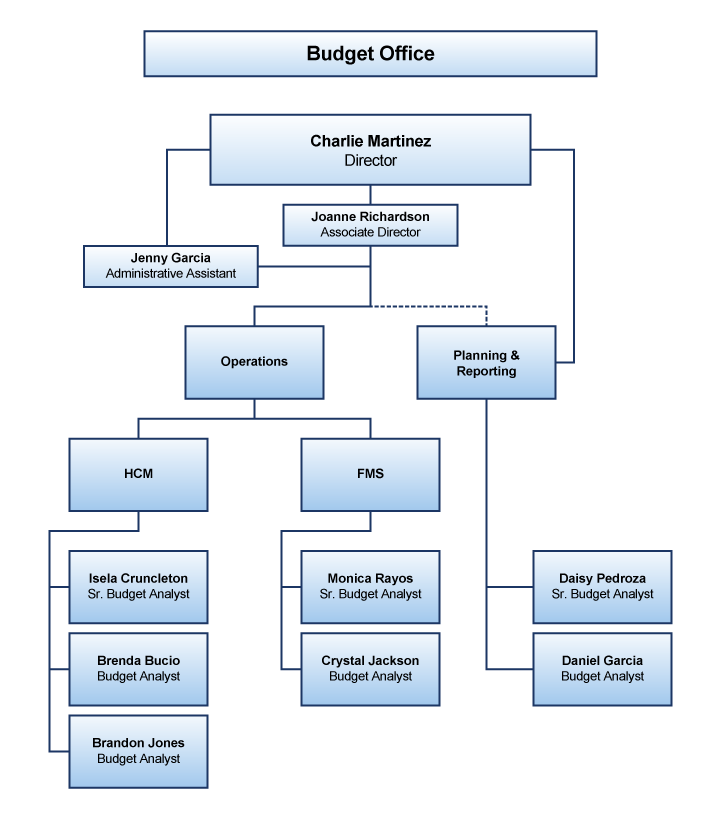 Budget Office
Charlie Martinez
Director
Joanne Richardson
Associate Director
Jenny Garcia
Administrative Assistant
Operations
Planning &
Reporting
HCM
FMS
Isela Cruncleton
Sr. Budget Analyst
Monica Rayos
Sr. Budget Analyst
Daisy Pedroza
Sr. Budget Analyst
Brenda Bucio
Budget Analyst
Crystal Jackson
Budget Analyst
Daniel Garcia
Budget Analyst
Brandon Jones
Budget Analyst